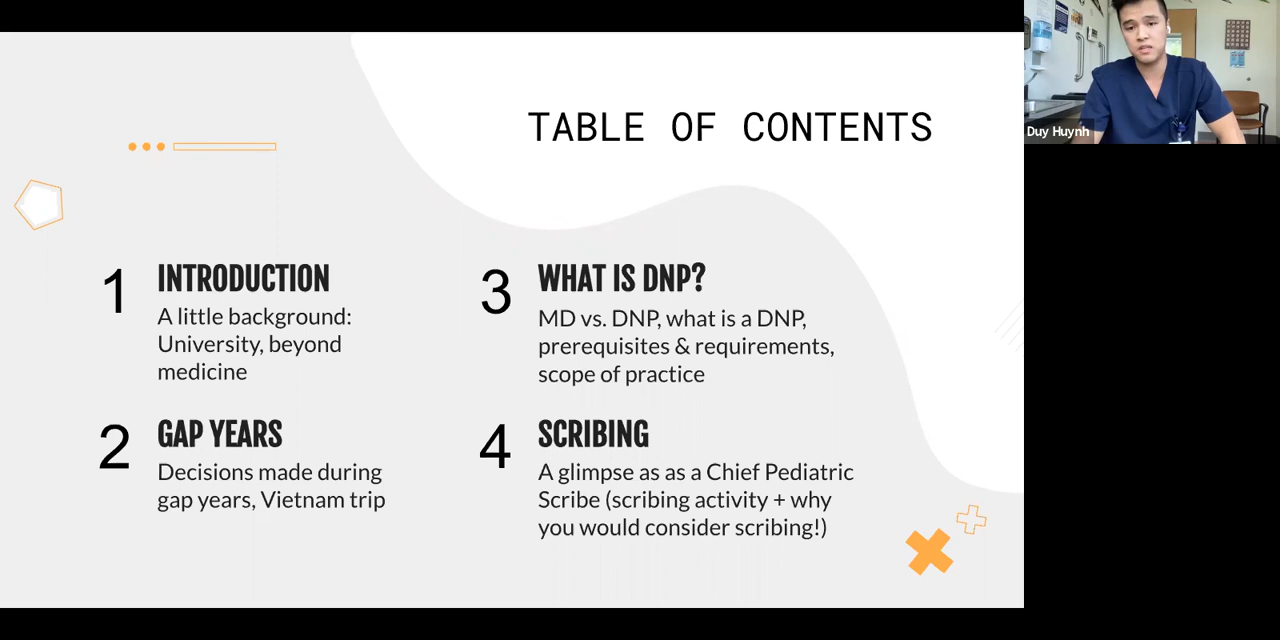 TABLE OF CONTENTS
1
INTRODUCTION
A little background:
University, beyond
medicine
2
GAP YEARS
Decisions made during
gap years, Vietnam trip
3
WHAT IS DNP?
MD vs. DNP, what is a DNP,
prerequisites & requirements,
scope of practice
4
SCRIBING
A glimpse as as a Chief Pediatric
Scribe (scribing activity + why
you would consider scribing!)
Duy Huynh